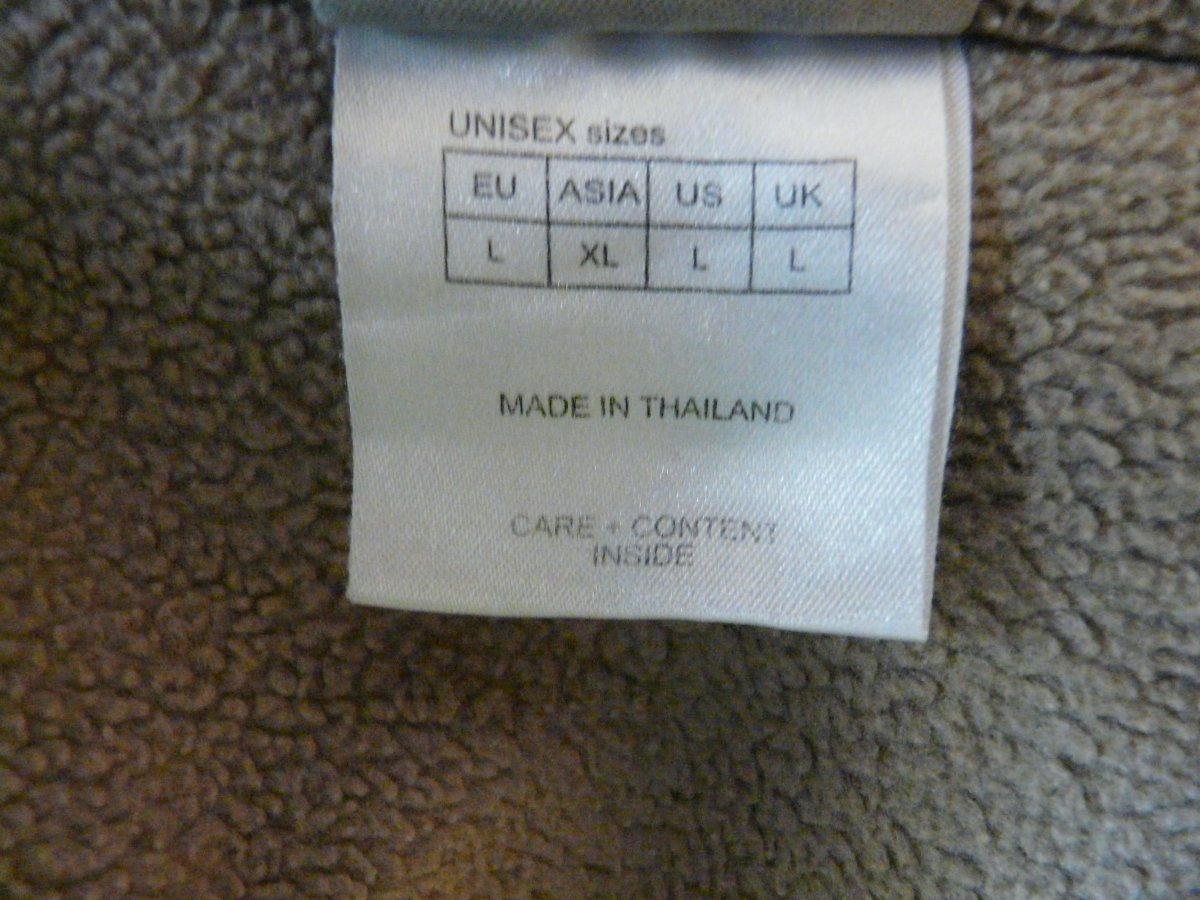 UNISEX sizes
EU ASIA US UK
L XL L L
MADE IN THAILAND
CARE + CONTENT
INSIDE